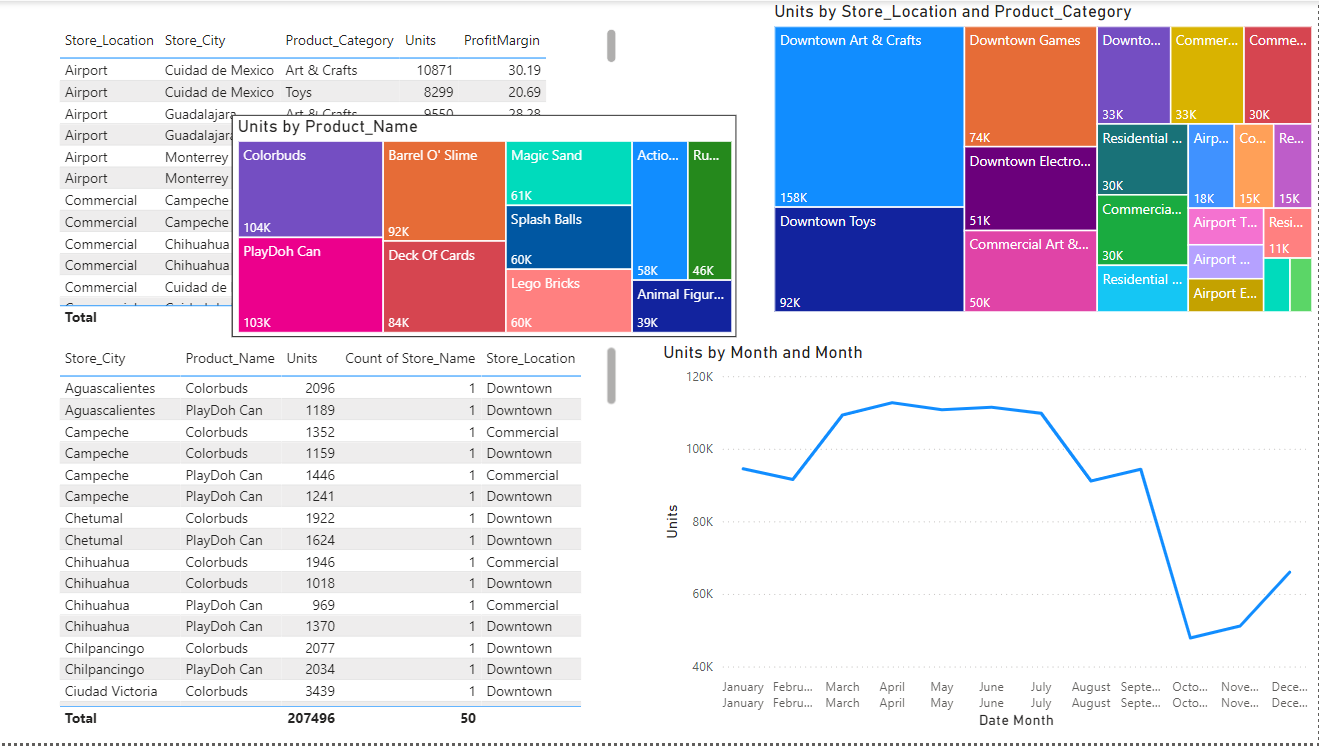 Units by Store_Location and Product_Category
Store_Location Store_City Product_Category Units ProfitMargin
Airport Cuidad de Mexico Art & Crafts 10871 30.19
Airport Cuidad de Mexico Toys 8299 20.69
Airport Guadalajara Art & Crafts 9550 28.28
Airport Guadalajara
Airport Monterrey
Airport Monterrey
Commercial Campeche
Commercial Campeche
Commercial Chihuahua
Commercial Chihuahua
Commercial Cuidad de
Total
Units by Product_Name
Colorbuds
104K
PlayDoh Can
103K
Barrel O' Slime
92K
Deck Of Cards
84K
Magic Sand
61K
Splash Balls
60K
Lego Bricks
60K
Actio...
58K
Ru...
46K
Animal Figur...
39K
Downtown Art & Crafts
158K
Downtown Toys
92K
Downtown Games
74K
Downtown Electro...
51K
Commercial Art &...
50K
Downto...
33K
Commer...
33K
Comme...
30K
Residential ...
30K
Commercia...
30K
Residential ...
Airp...
18K
Co...
15K
Re...
15K
Airport T...
Airport ...
Airport E...
Resi...
11K
Store_City Product_Name Units Count of Store_Name Store_Location
Aguascalientes Colorbuds 2096 1 Downtown
Aguascalientes PlayDoh Can 1189 1 Downtown
Campeche Colorbuds 1352 1 Commercial
Campeche Colorbuds 1159 1 Downtown
Campeche PlayDoh Can 1446 1 Commercial
Campeche PlayDoh Can 1241 1 Downtown
Chetumal Colorbuds 1922 1 Downtown
Chetumal PlayDoh Can 1624 1 Downtown
Chihuahua Colorbuds 1946 1 Commercial
Chihuahua Colorbuds 1018 1 Downtown
Chihuahua PlayDoh Can 969 1 Commercial
Chihuahua PlayDoh Can 1370 1 Downtown
Chilpancingo Colorbuds 2077 1 Downtown
Chilpancingo PlayDoh Can 2034 1 Downtown
Ciudad Victoria Colorbuds 3439 1 Downtown
Total 207496 50
Units by Month and Month
120K
100K
80K
60K
40K
Units
January Febru... March April May June July August Septe... Octo... Nove... Dece...
January Febru... March April May June July August Septe... Octo... Nove... Dece...
Date Month